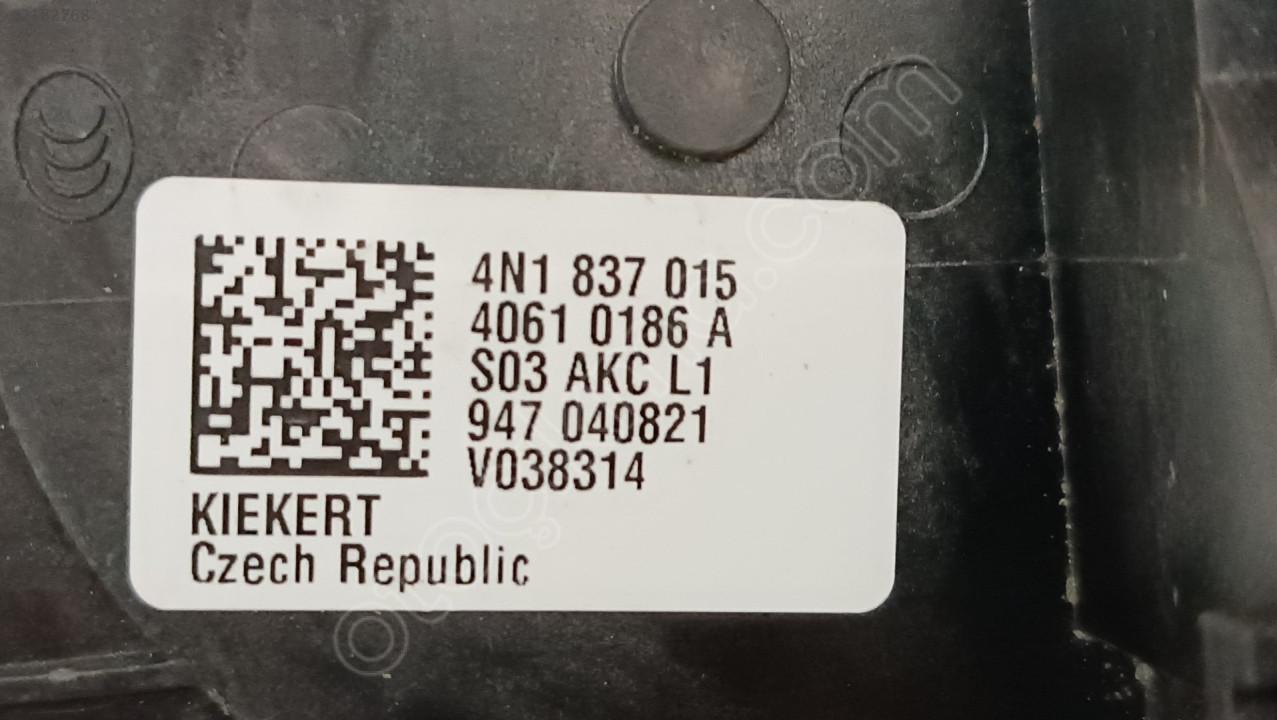 4N1 837 015
4061 0186 A
S03 AKC L1
947 040821
V038314
KIEKERT
Czech Republic